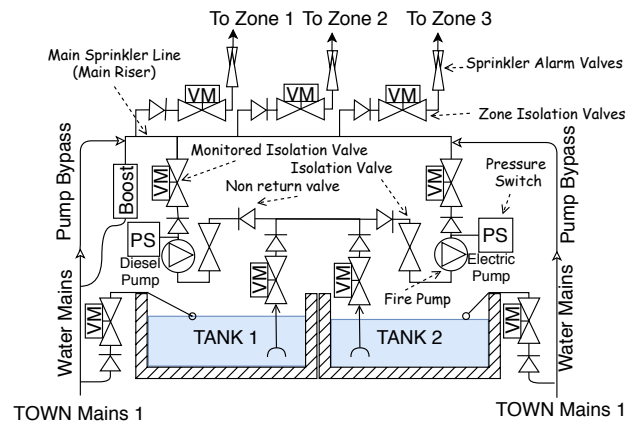 To Zone 1 To Zone 2 To Zone 3
Main Sprinkler Line
(Main Riser)
Sprinkler Alarm Valves
VM VM VM
Zone Isolation Valves
Pump Bypass
Monitored Isolation Valve
Isolation Valve
Non return valve
Pressure
Switch
Pump Bypass
Boost
VM
VM
PS
PS
Diesel
Pump
Electric
Pump
Fire Pump
VM
VM
Water Mains
VM
VM
Water Mains
TANK 1
TANK 2
TOWN Mains 1
TOWN Mains 1